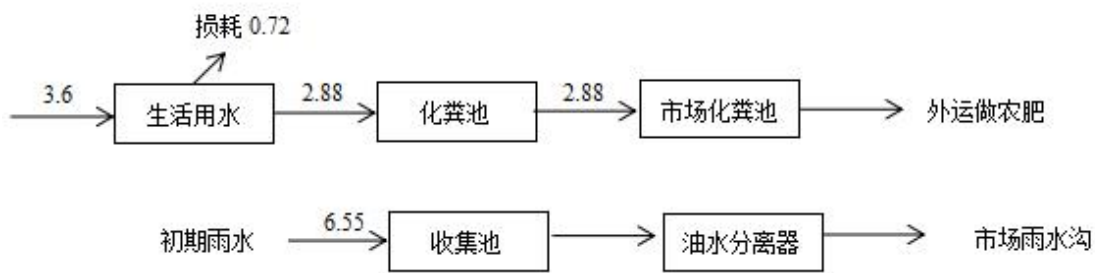 损耗 0.72
3.6
生活用水
2.88
化粪池
2.88
市场化粪池
外运做农肥
初期雨水
6.55
收集池
油水分离器
市场雨水沟